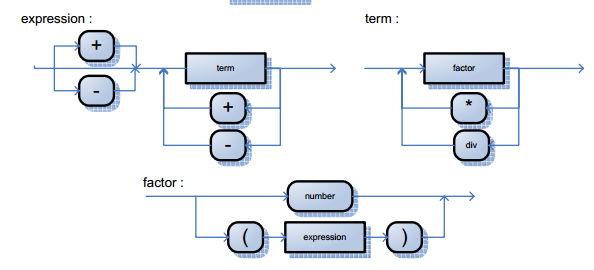 expression :
term :
+
-
term
+
-
factor
*
div
factor :
number
(
expression
)